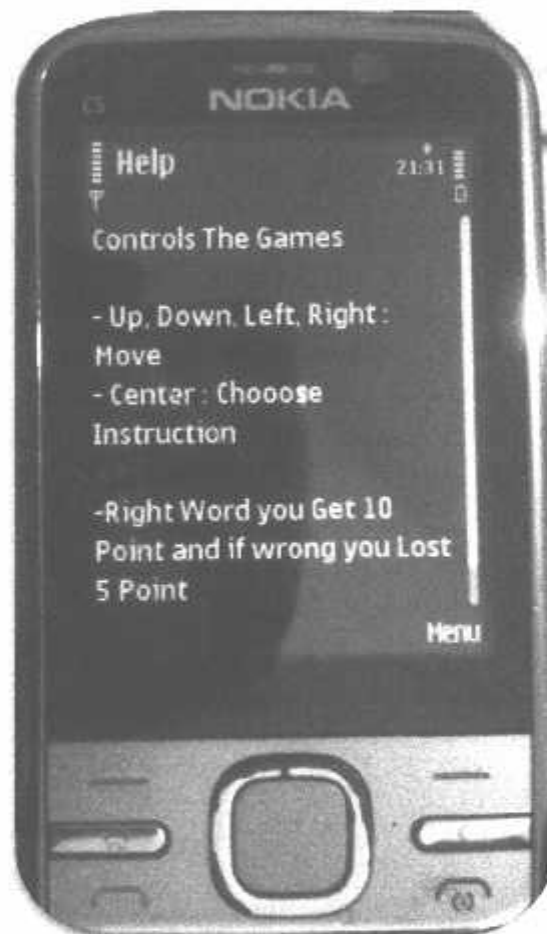 C5
NOKIA
Help
21:31
Controls The Games
- Up, Down, Left, Right :
Move
- Center : Chooose
Instruction
-Right Word you Get 10
Point and if wrong you Lost
5 Point
Menu